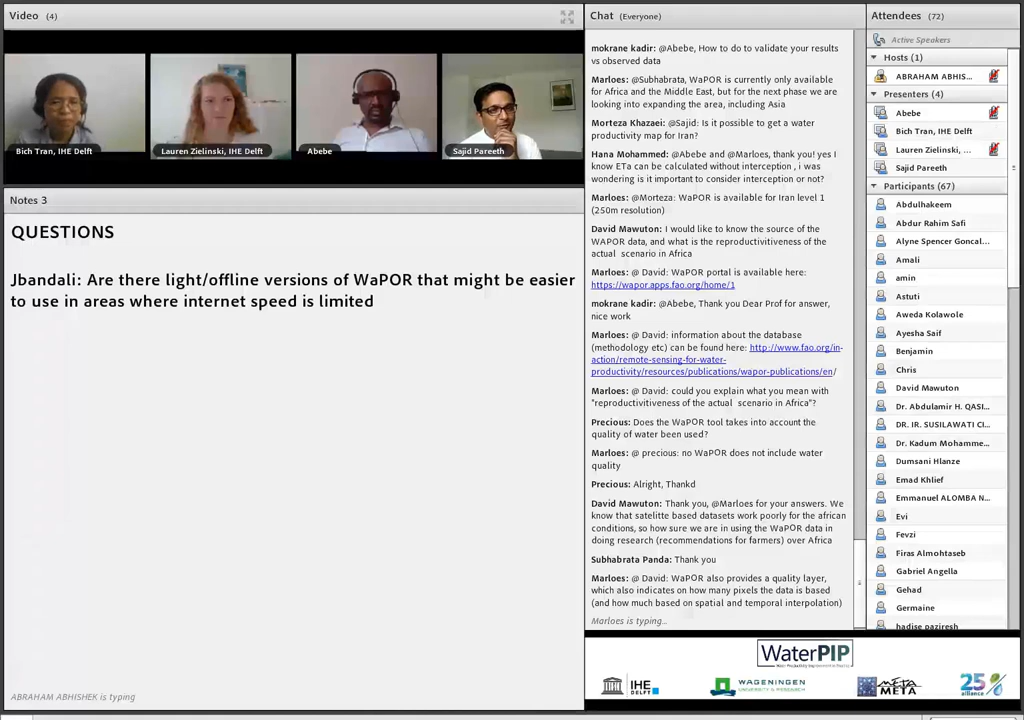 Video (4)
Bich Tran, IHE Delft
Lauren Zielinski, IHE Delft
Abebe
Sajid Pareeth
Notes 3
QUESTIONS
Jbandali: Are there light/offline versions of WaPOR that might be easier
to use in areas where internet speed is limited
ABRAHAM ABHISHEK is typing
Chat (Everyone)
mokrane kadir: @Abebe, How to do to validate your results
vs observed data
Marloes: @Subhabrata, WaPOR is currently only available
for Africa and the Middle East, but for the next phase we are
looking into expanding the area, including Asia
Morteza Khazaei: @Sajid: Is it possible to get a water
productivity map for Iran?
Hana Mohammed: @Abebe and @Marloes, thank you! yes I
know ETa can be calculated without interception , i was
wondering is it important to consider interception or not?
Marloes: @Morteza: WaPOR is available for Iran level 1
(250m resolution)
David Mawuton: I would like to know the source of the
WAPOR data, and what is the reproductivitiveness of the
actual scenario in Africa
Marloes: @ David: WaPOR portal is available here:
https://wapor.apps.fao.org/home/1
mokrane kadir: @Abebe, Thank you Dear Prof for answer,
nice work
Marloes: @ David: information about the database
(methodology etc) can be found here: http://www.fao.org/in-
action/remote-sensing-for-water-
productivity/resources/publications/wapor-publications/en/
Marloes: @ David: could you explain what you mean with
"reproductivitiveness of the actual scenario in Africa"?
Precious: Does the WaPOR tool takes into account the
quality of water been used?
Marloes: @ precious: no WaPOR does not include water
quality
Precious: Alright, Thankd
David Mawuton: Thank you, @Marloes for your answers. We
know that satelitte based datasets work poorly for the african
conditions, so how sure we are in using the WaPOR data in
doing research (recommendations for farmers) over Africa
Subhabrata Panda: Thank you
Marloes: @ David: WaPOR also provides a quality layer,
which also indicates on how many pixels the data is based
(and how much based on spatial and temporal interpolation)
Marloes is typing...
Attendees (72)
Active Speakers
Hosts (1)
ABRAHAM ABHIS...
Presenters (4)
Abebe
Bich Tran, IHE Delft
Lauren Zielinski, ...
Sajid Pareeth
Participants (67)
Abdulhakeem
Abdur Rahim Safi
Alyne Spencer Goncal...
Amali
amin
Astuti
Aweda Kolawole
Ayesha Saif
Benjamin
Chris
David Mawuton
Dr. Abdulamir H. QASI...
DR. IR. SUSILAWATI CI...
Dr. Kadum Mohamme...
Dumsani Hlanze
Emad Khlief
Emmanuel ALOMBA N...
Evi
Fevzi
Firas Almohtaseb
Gabriel Angella
Gehad
Germaine
hadise paziresh
WaterPIP
IHE
DELFT
WAGENINGEN
UNIVERSITY & RESEARCH
META
META
25
alliance